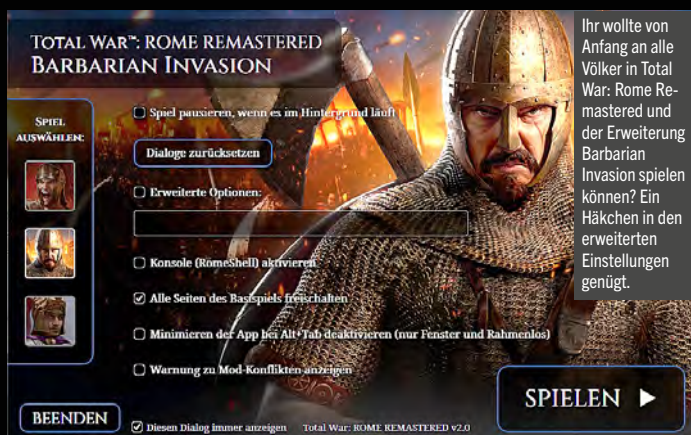 TOTAL WAR™: ROME REMASTERED
BARBARIAN INVASION
SPIEL
AUSWÄHLEN:
Spiel pausieren, wenn es im Hintergrund läuft
Dialoge zurücksetzen
Erweiterte Optionen:
Konsole (RomeShell) aktivieren
Alle Seiten des Basisspiels freischalten
Minimieren der App bei Alt+Tab deaktivieren (nur Fenster und Rahmenlos)
Warnung zu Mod-Konflikten anzeigen
SPIELEN
BEENDEN
Diesen Dialog immer anzeigen
Total War: ROME REMASTERED v2.0
Ihr wollte von
Anfang an alle
Völker in Total
War: Rome Re-
mastered und
der Erweiterung
Barbarian
Invasion spielen
können? Ein
Häkchen in den
erweiterten
Einstellungen
genügt.